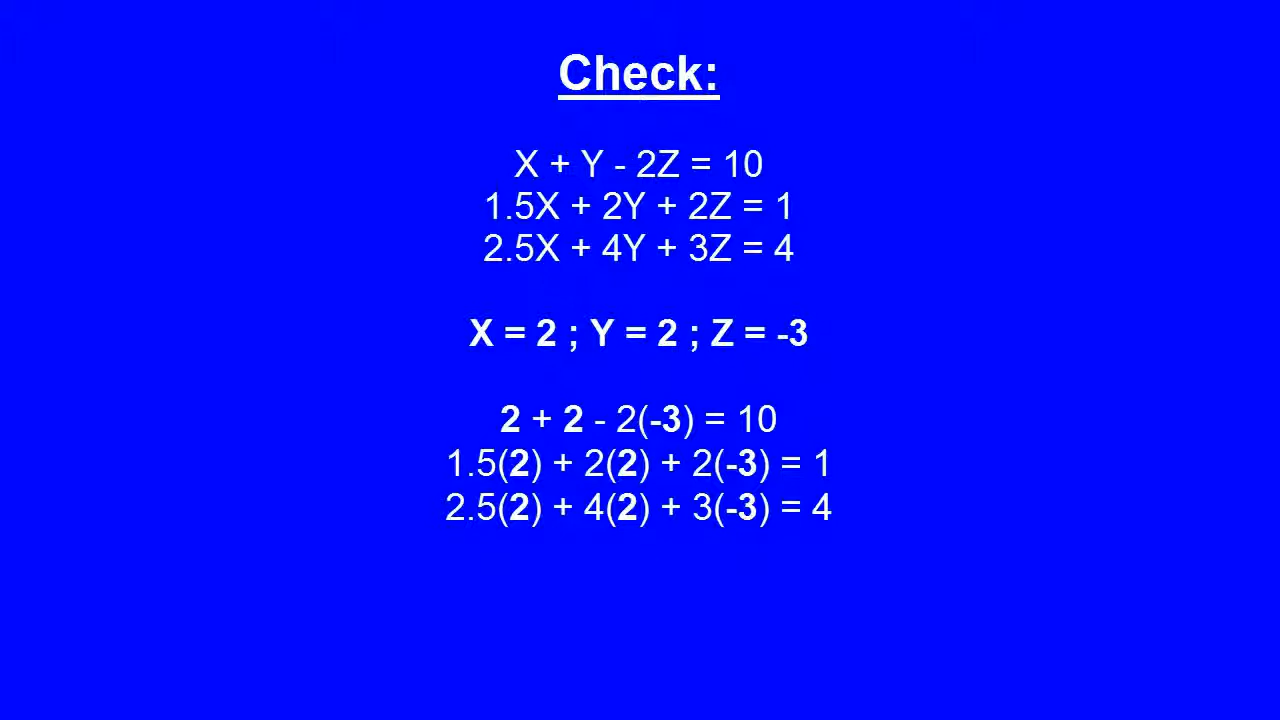 Check:
X + Y - 2Z = 10
1.5X + 2Y + 2Z = 1
2.5X + 4Y + 3Z = 4
X = 2 ; Y = 2 ; Z = -3
2 + 2 - 2(-3) = 10
1.5(2) + 2(2) + 2(-3) = 1
2.5(2) + 4(2) + 3(-3) = 4